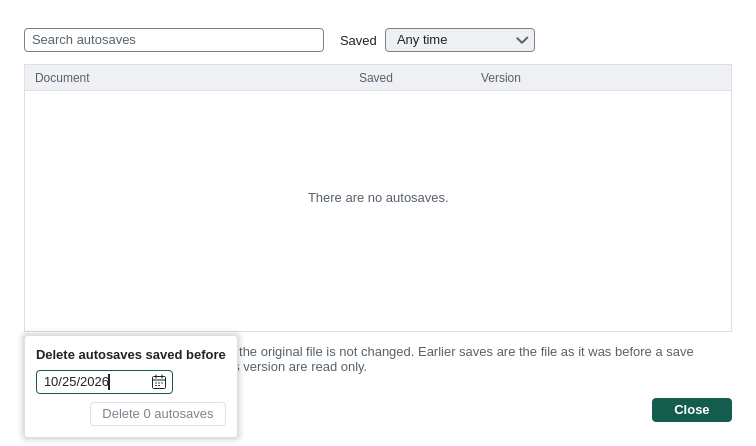 Search autosaves
Saved
Any time
Document Saved Version
There are no autosaves.
the original file is not changed. Earlier saves are the file as it was before a save
version are read only.
Delete autosaves saved before
10/25/2026
Delete 0 autosaves
Close